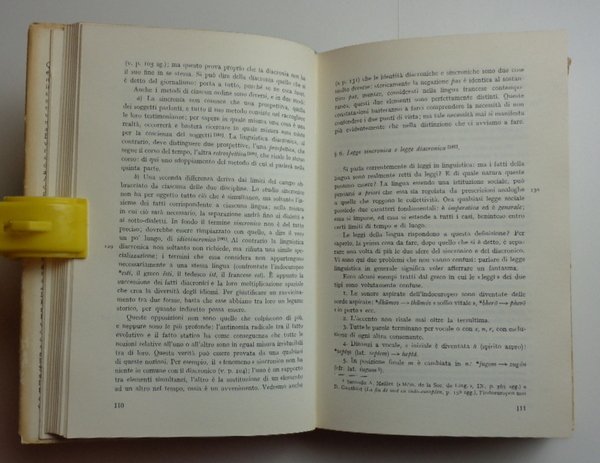 (v. p. 103 sg.); ma questo prova proprio che la diacronia non ha
il suo fine in se stessa. Si può dire della diacronia quel che si
è detto del giornalismo: porta a tutto, purché se ne esca fuori.
Anche i metodi di ciascun ordine sono diversi, e in due modi:
a) La sincronia non conosce che una prospettiva, quella
dei soggetti parlanti, e tutto il suo metodo consiste nel raccogliere
le loro testimonianze; per sapere in quale misura una cosa è una
realtà, occorrerà e basterà ricercare in quale misura essa esiste
per la coscienza dei soggetti. La linguistica diacronica, al
contrario, deve distinguere due prospettive, l'una prospettiva, che
segue il corso del tempo, l'altra retrospettiva, che risale lo stes-
so: di qui uno sdoppiamento del metodo di cui si parlerà nella
quinta parte.
b) Una seconda differenza deriva dai limiti del campo ab-
bracciato da ciascuna delle due discipline. Lo studio sincronico
non ha come oggetto tutto ciò che è simultaneo, ma soltanto l'in-
sieme dei fatti corrispondente a ciascuna lingua; nella misura
in cui ciò sarà necessario, la separazione andrà fino ai dialetti e
ai sotto-dialetti. In fondo il termine sincronico non è del tutto
preciso; dovrebbe essere rimpiazzato con quello, a dire il vero
un po' lungo, di idiosincronico. Al contrario la linguistica
129
diacronica non soltanto non richiede, ma rifiuta una simile spe-
cializzazione; i termini che essa considera non appartengono
necessariamente a una stessa lingua (confrontate l'indoeuropeo
*esti, il greco ésti, il tedesco ist, il francese est). È appunto la
successione dei fatti diacronici e la loro moltiplicazione spaziale
che crea la diversità degli idiomi. Per giustificare un ravvicina-
mento tra due forme, basta che esse abbiano tra loro un legame
storico, per quanto indiretto possa essere.
Queste opposizioni non sono quelle che colpiscono di più
e neppure sono le più profonde: l'antinomia radicale tra il fatto
evolutivo e il fatto statico ha come conseguenza che tutte le
nozioni relative all'uno o all'altro sono in egual misura irriducibili
tra di loro. Questa verità può essere provata da una qualsiasi
di queste nozioni. Per esempio, il « fenomeno » sincronico non ha
niente in comune con il diacronico (v. p. 104); l'uno è un rapporto
tra elementi simultanei, l'altro è la sostituzione di un elemento
ad un altro nel tempo, ossia è un avvenimento. Vedremo anche
110
(v. p. 131) che le identità diacroniche e sincroniche sono due cose
molto diverse: storicamente la negazione pas è identica al sostan-
tivo pas, mentre, considerati nella lingua francese contempo-
ranea, questi due elementi sono perfettamente distinti. Queste
constatazioni basteranno a farci comprendere la necessità di non
confondere i due punti di vista; ma tale necessità mai si manifesta
più evidentemente che nella distinzione che ci avviamo a fare.
§ 6. Legge sincronica e legge diacronica
Si parla correntemente di leggi in linguistica; ma i fatti della
lingua sono realmente retti da leggi? E di quale natura questi
possono essere? La lingua essendo una istituzione sociale, può
pensarsi a priori che essa sia regolata da prescrizioni analoghe
130
a quelle che reggono le collettività. Ora qualsiasi legge sociale
possiede due caratteri fondamentali: è imperativa ed è generale;
essa si impone, ed essa si estende a tutti i casi, beninteso entro
certi limiti di tempo e di luogo.
Le leggi della lingua rispondono a questa definizione? Per
saperlo, la prima cosa da fare, dopo quello che si è detto, è sepa-
rare una volta di più le due sfere del sincronico e del diacronico.
Vi sono qui due problemi che non vanno confusi: parlare di legge
linguistica in generale significa voler afferrare un fantasma.
Ecco alcuni esempi tratti dal greco in cui le « leggi » dei due
tipi sono volutamente confuse.
1. Le sonore aspirate dell'indoeuropeo sono diventate delle
sorde aspirate: *dhūmos → thūmós « soffio vitale », *bherō → phérō
« io porto » ecc.
2. L'accento non risale mai oltre la terzultima.
3. Tutte le parole terminano per vocale o con s, n, r, con esclu-
sione di ogni altra consonante.
4. Dinanzi a vocale, s iniziale è diventata h (spirito aspro):
*septṃ (lat. septem) → heptá.
5. In posizione finale m è cambiata in n: *jugom → zugón
(cfr. lat. iugum).
111